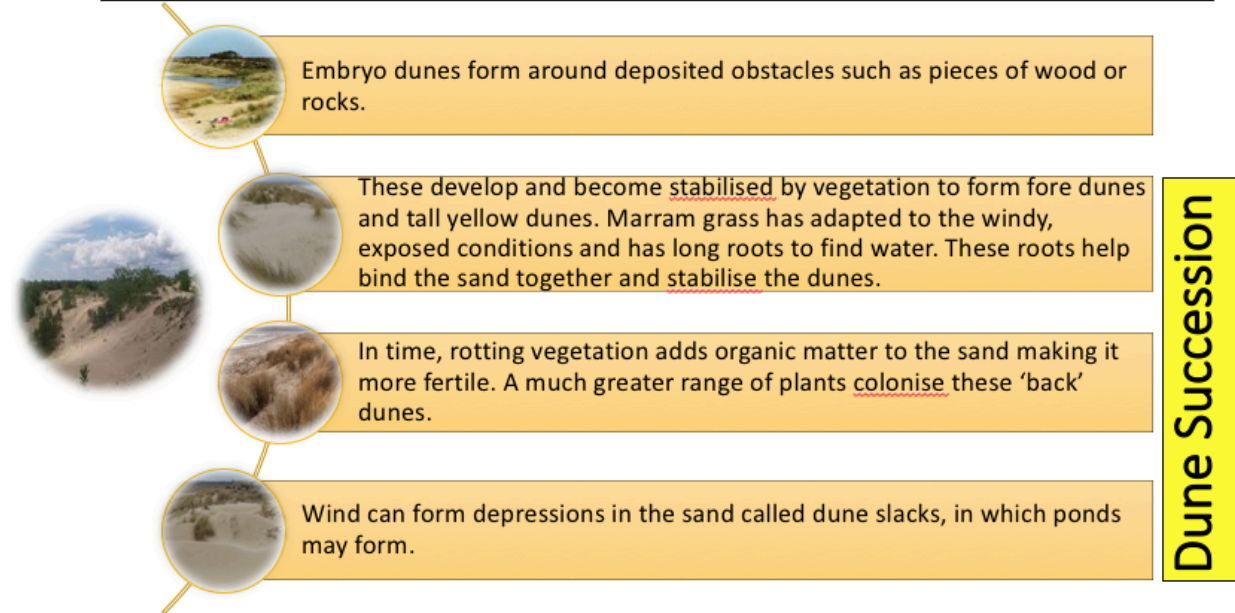 Embryo dunes form around deposited obstacles such as pieces of wood or
rocks.
These develop and become stabilised by vegetation to form fore dunes
and tall yellow dunes. Marram grass has adapted to the windy,
exposed conditions and has long roots to find water. These roots help
bind the sand together and stabilise the dunes.
In time, rotting vegetation adds organic matter to the sand making it
more fertile. A much greater range of plants colonise these ‘back’
dunes.
Wind can form depressions in the sand called dune slacks, in which ponds
may form.
Dune Succession